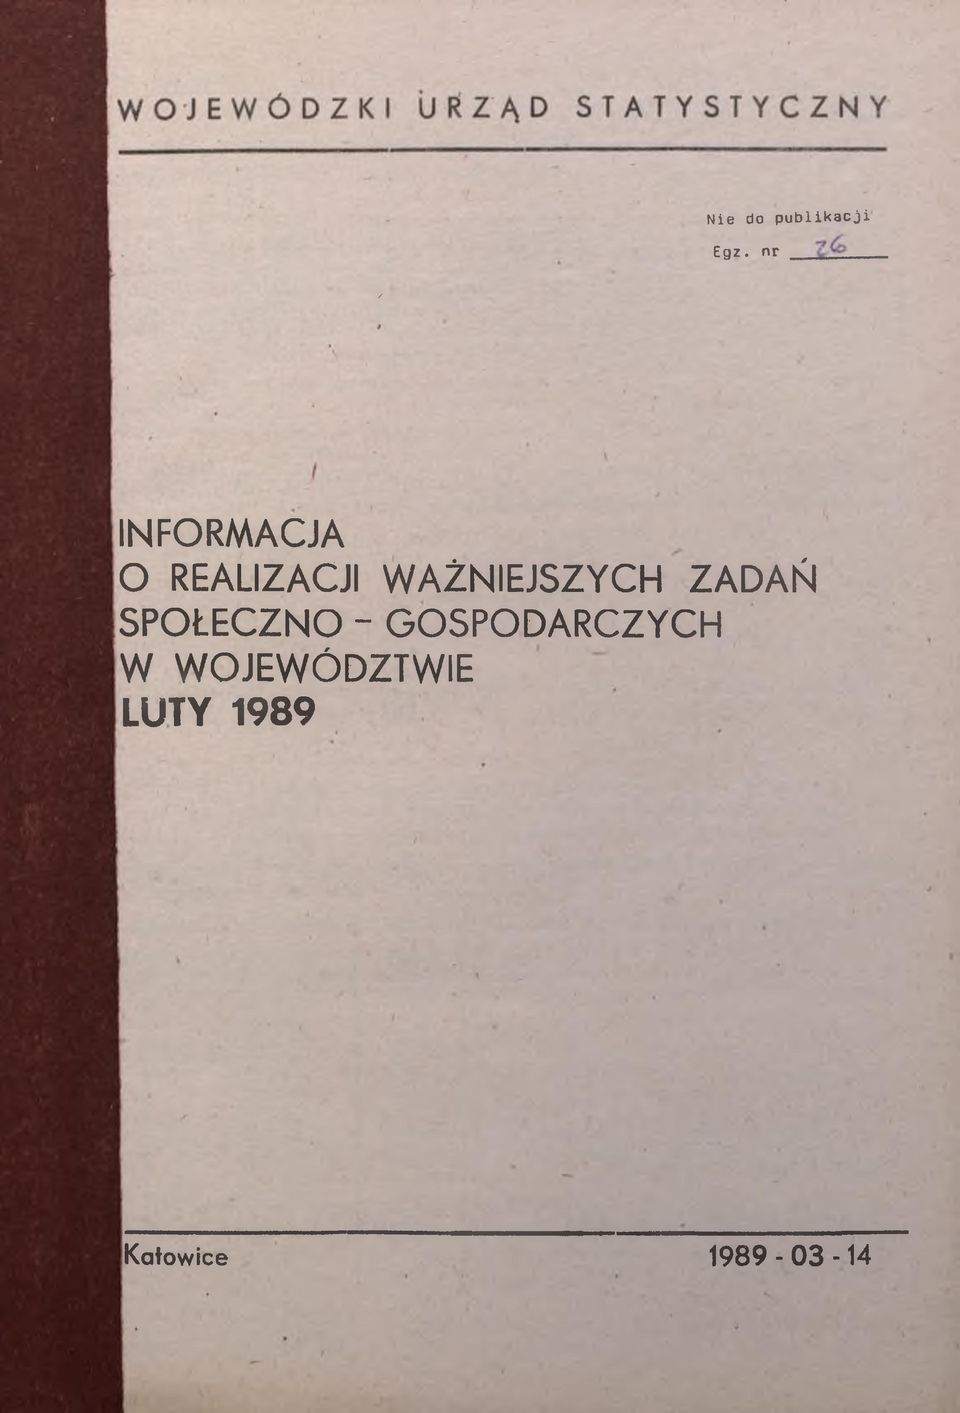 WOJEWÓDZKI URZĄD STATYSTYCZNY
Nie do publikacji
Egz. nr 26
INFORMACJA
O REALIZACJI WAŻNIEJSZYCH ZADAŃ
SPOŁECZNO - GOSPODARCZYCH
W WOJEWÓDZTWIE
LUTY 1989
Katowice 1989 - 03 - 14